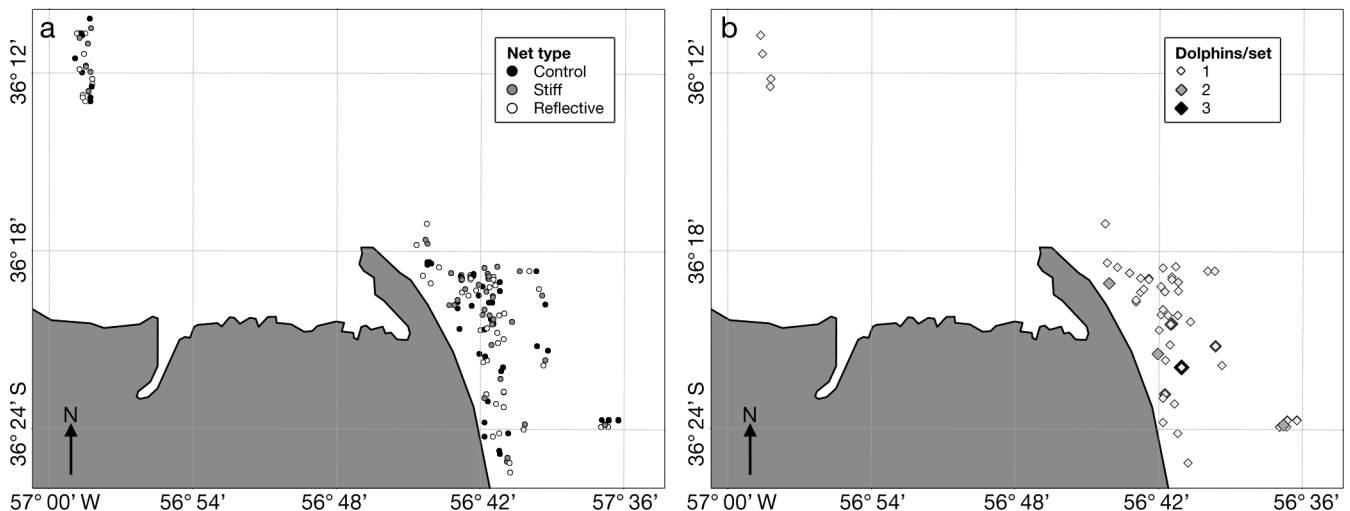 a
Net type
Control
Stiff
Reflective
36° 12’
36° 18’
36° 24’ S
N
57° 00’ W
56° 54’
56° 48’
56° 42’
57° 36’
b
Dolphins/set
1
2
3
36° 12’
36° 18’
36° 24’ S
N
57° 00’ W
56° 54’
56° 48’
56° 42’
56° 36’